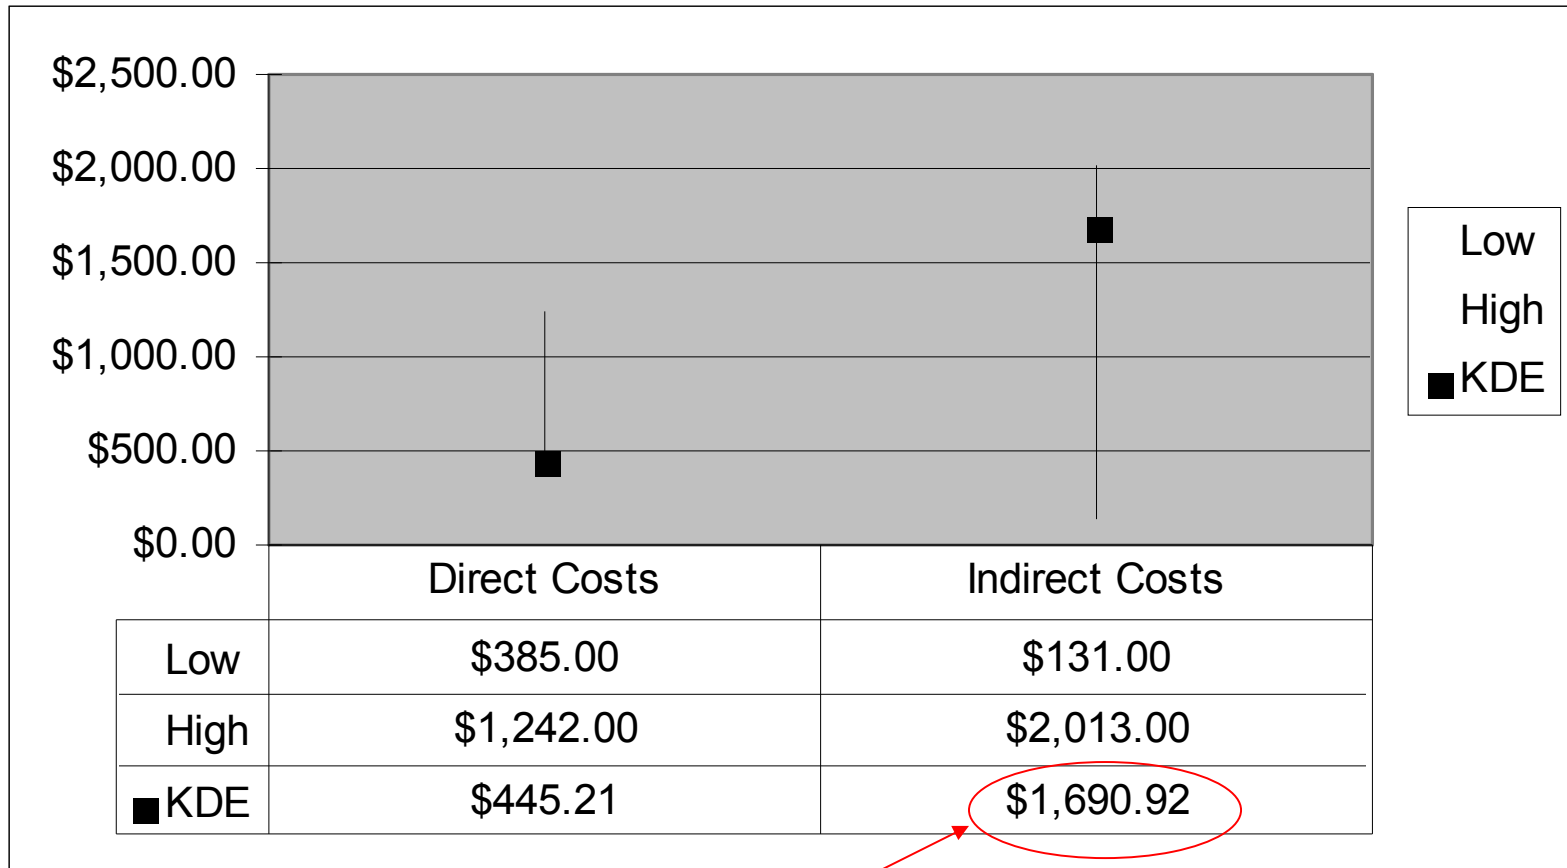 $2,500.00
$2,000.00
$1,500.00
$1,000.00
$500.00
$0.00
Low
High
KDE
Direct Costs Indirect Costs
Low $385.00 $131.00
High $1,242.00 $2,013.00
KDE $445.21 $1,690.92